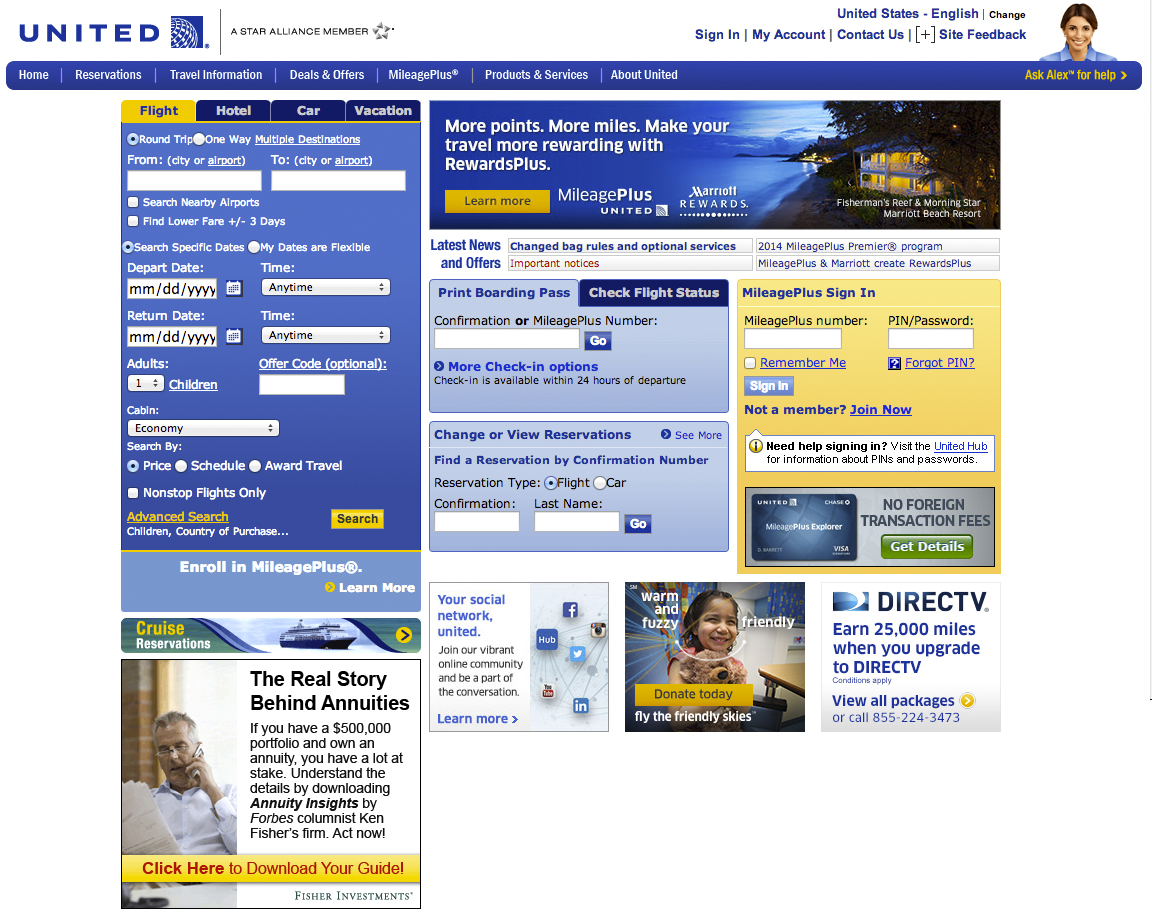 UNITED
A STAR ALLIANCE MEMBER
United States - English | Change
Sign In | My Account | Contact Us | [+] Site Feedback
Home | Reservations | Travel Information | Deals & Offers | MileagePlus® | Products & Services | About United
Ask Alex™ for help >
Flight Hotel Car Vacation
Round Trip One Way Multiple Destinations
From: (city or airport) To: (city or airport)
Search Nearby Airports
Find Lower Fare +/- 3 Days
Search Specific Dates My Dates are Flexible
Depart Date: Time:
mm/dd/yyyy Anytime
Return Date: Time:
mm/dd/yyyy Anytime
Adults: Offer Code (optional):
1 Children
Cabin:
Economy
Search By:
Price Schedule Award Travel
Nonstop Flights Only
Advanced Search
Children, Country of Purchase...
Search
Enroll in MileagePlus®.
Learn More
Cruise
Reservations
The Real Story
Behind Annuities
If you have a $500,000
portfolio and own an
annuity, you have a lot at
stake. Understand the
details by downloading
Annuity Insights by
Forbes columnist Ken
Fisher's firm. Act now!
Click Here to Download Your Guide!
FISHER INVESTMENTS®
More points. More miles. Make your
travel more rewarding with
RewardsPlus.
Learn more
MileagePlus
UNITED
Marriott
REWARDS.
Fisherman's Reef & Morning Star
Marriott Beach Resort
Latest News
and Offers
Changed bag rules and optional services
2014 MileagePlus Premier® program
Important notices
MileagePlus & Marriott create RewardsPlus
Print Boarding Pass Check Flight Status
Confirmation or MileagePlus Number:
Go
More Check-in options
Check-in is available within 24 hours of departure
Change or View Reservations See More
Find a Reservation by Confirmation Number
Reservation Type: Flight Car
Confirmation: Last Name:
Go
MileagePlus Sign In
MileagePlus number: PIN/Password:
Remember Me ? Forgot PIN?
Sign In
Not a member? Join Now
Need help signing in? Visit the United Hub
for information about PINs and passwords.
UNITED CHASE
MileagePlus Explorer
D. BARRETT
VISA
NO FOREIGN
TRANSACTION FEES
Get Details
Your social
network,
united.
Join our vibrant
online community
and be a part of
the conversation.
Learn more >
Hub
You
Tube
in
SM
warm
and
fuzzy
friendly
Donate today
fly the friendly skies™
DIRECTV®
Earn 25,000 miles
when you upgrade
to DIRECTV
Conditions apply
View all packages
or call 855-224-3473